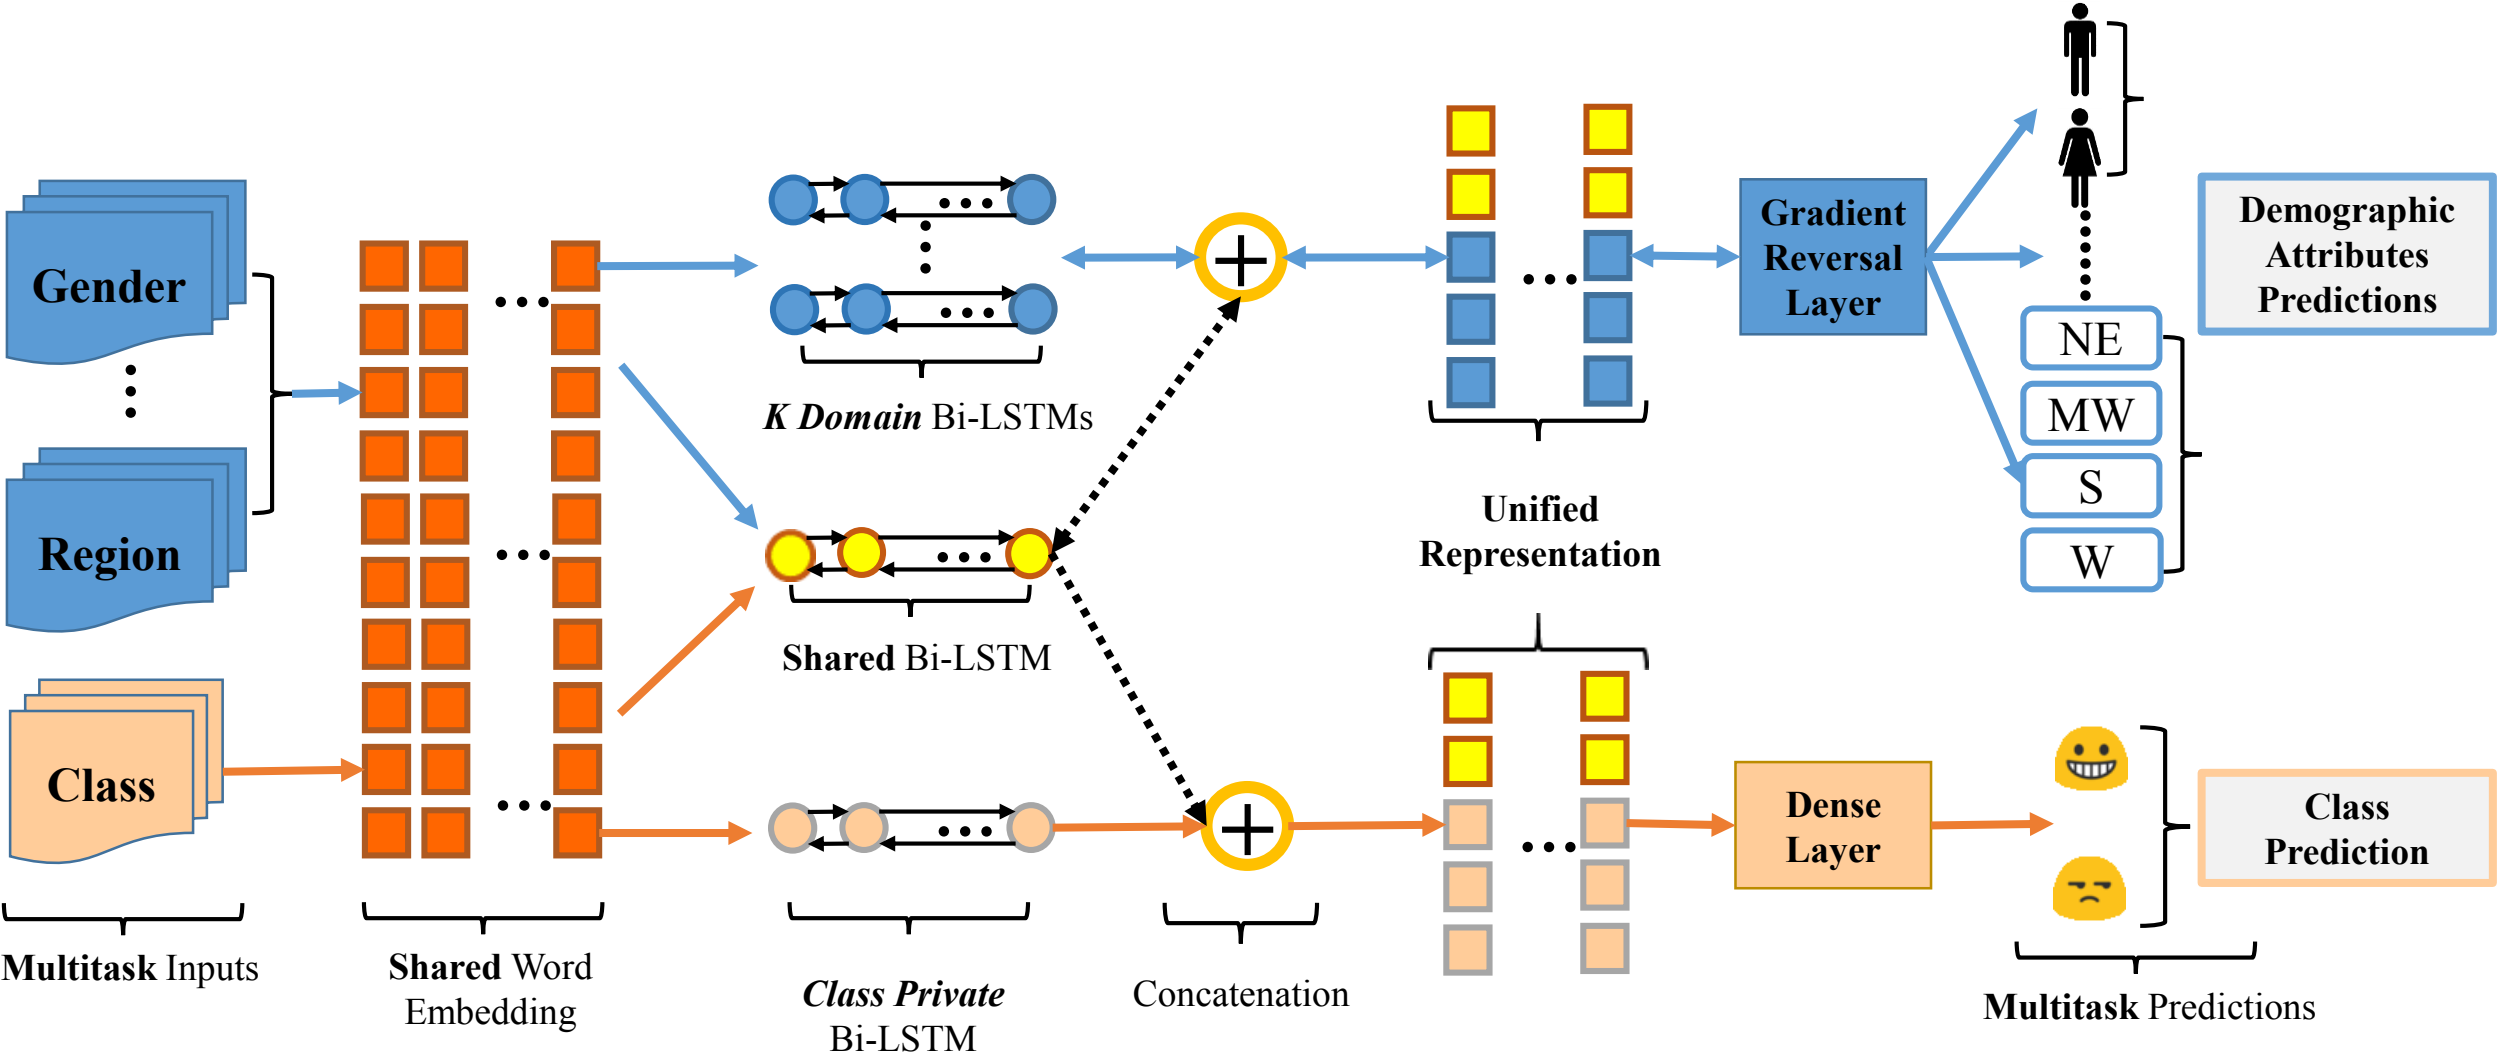 Gender
Region
Class
Multitask Inputs
Shared Word
Embedding
K Domain Bi-LSTMs
Shared Bi-LSTM
Class Private
Bi-LSTM
Concatenation
Unified
Representation
Gradient
Reversal
Layer
Dense
Layer
NE
MW
S
W
Demographic
Attributes
Predictions
Class
Prediction
Multitask Predictions